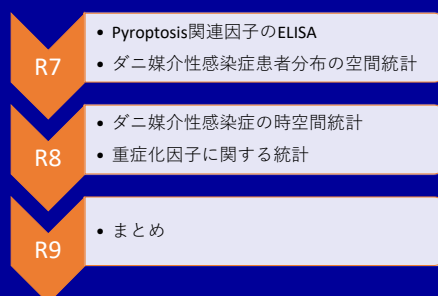 R7
• Pyroptosis関連因子のELISA
• ダニ媒介性感染症患者分布の空間統計
R8
• ダニ媒介性感染症の時空間統計
• 重症化因子に関する統計
R9
• まとめ